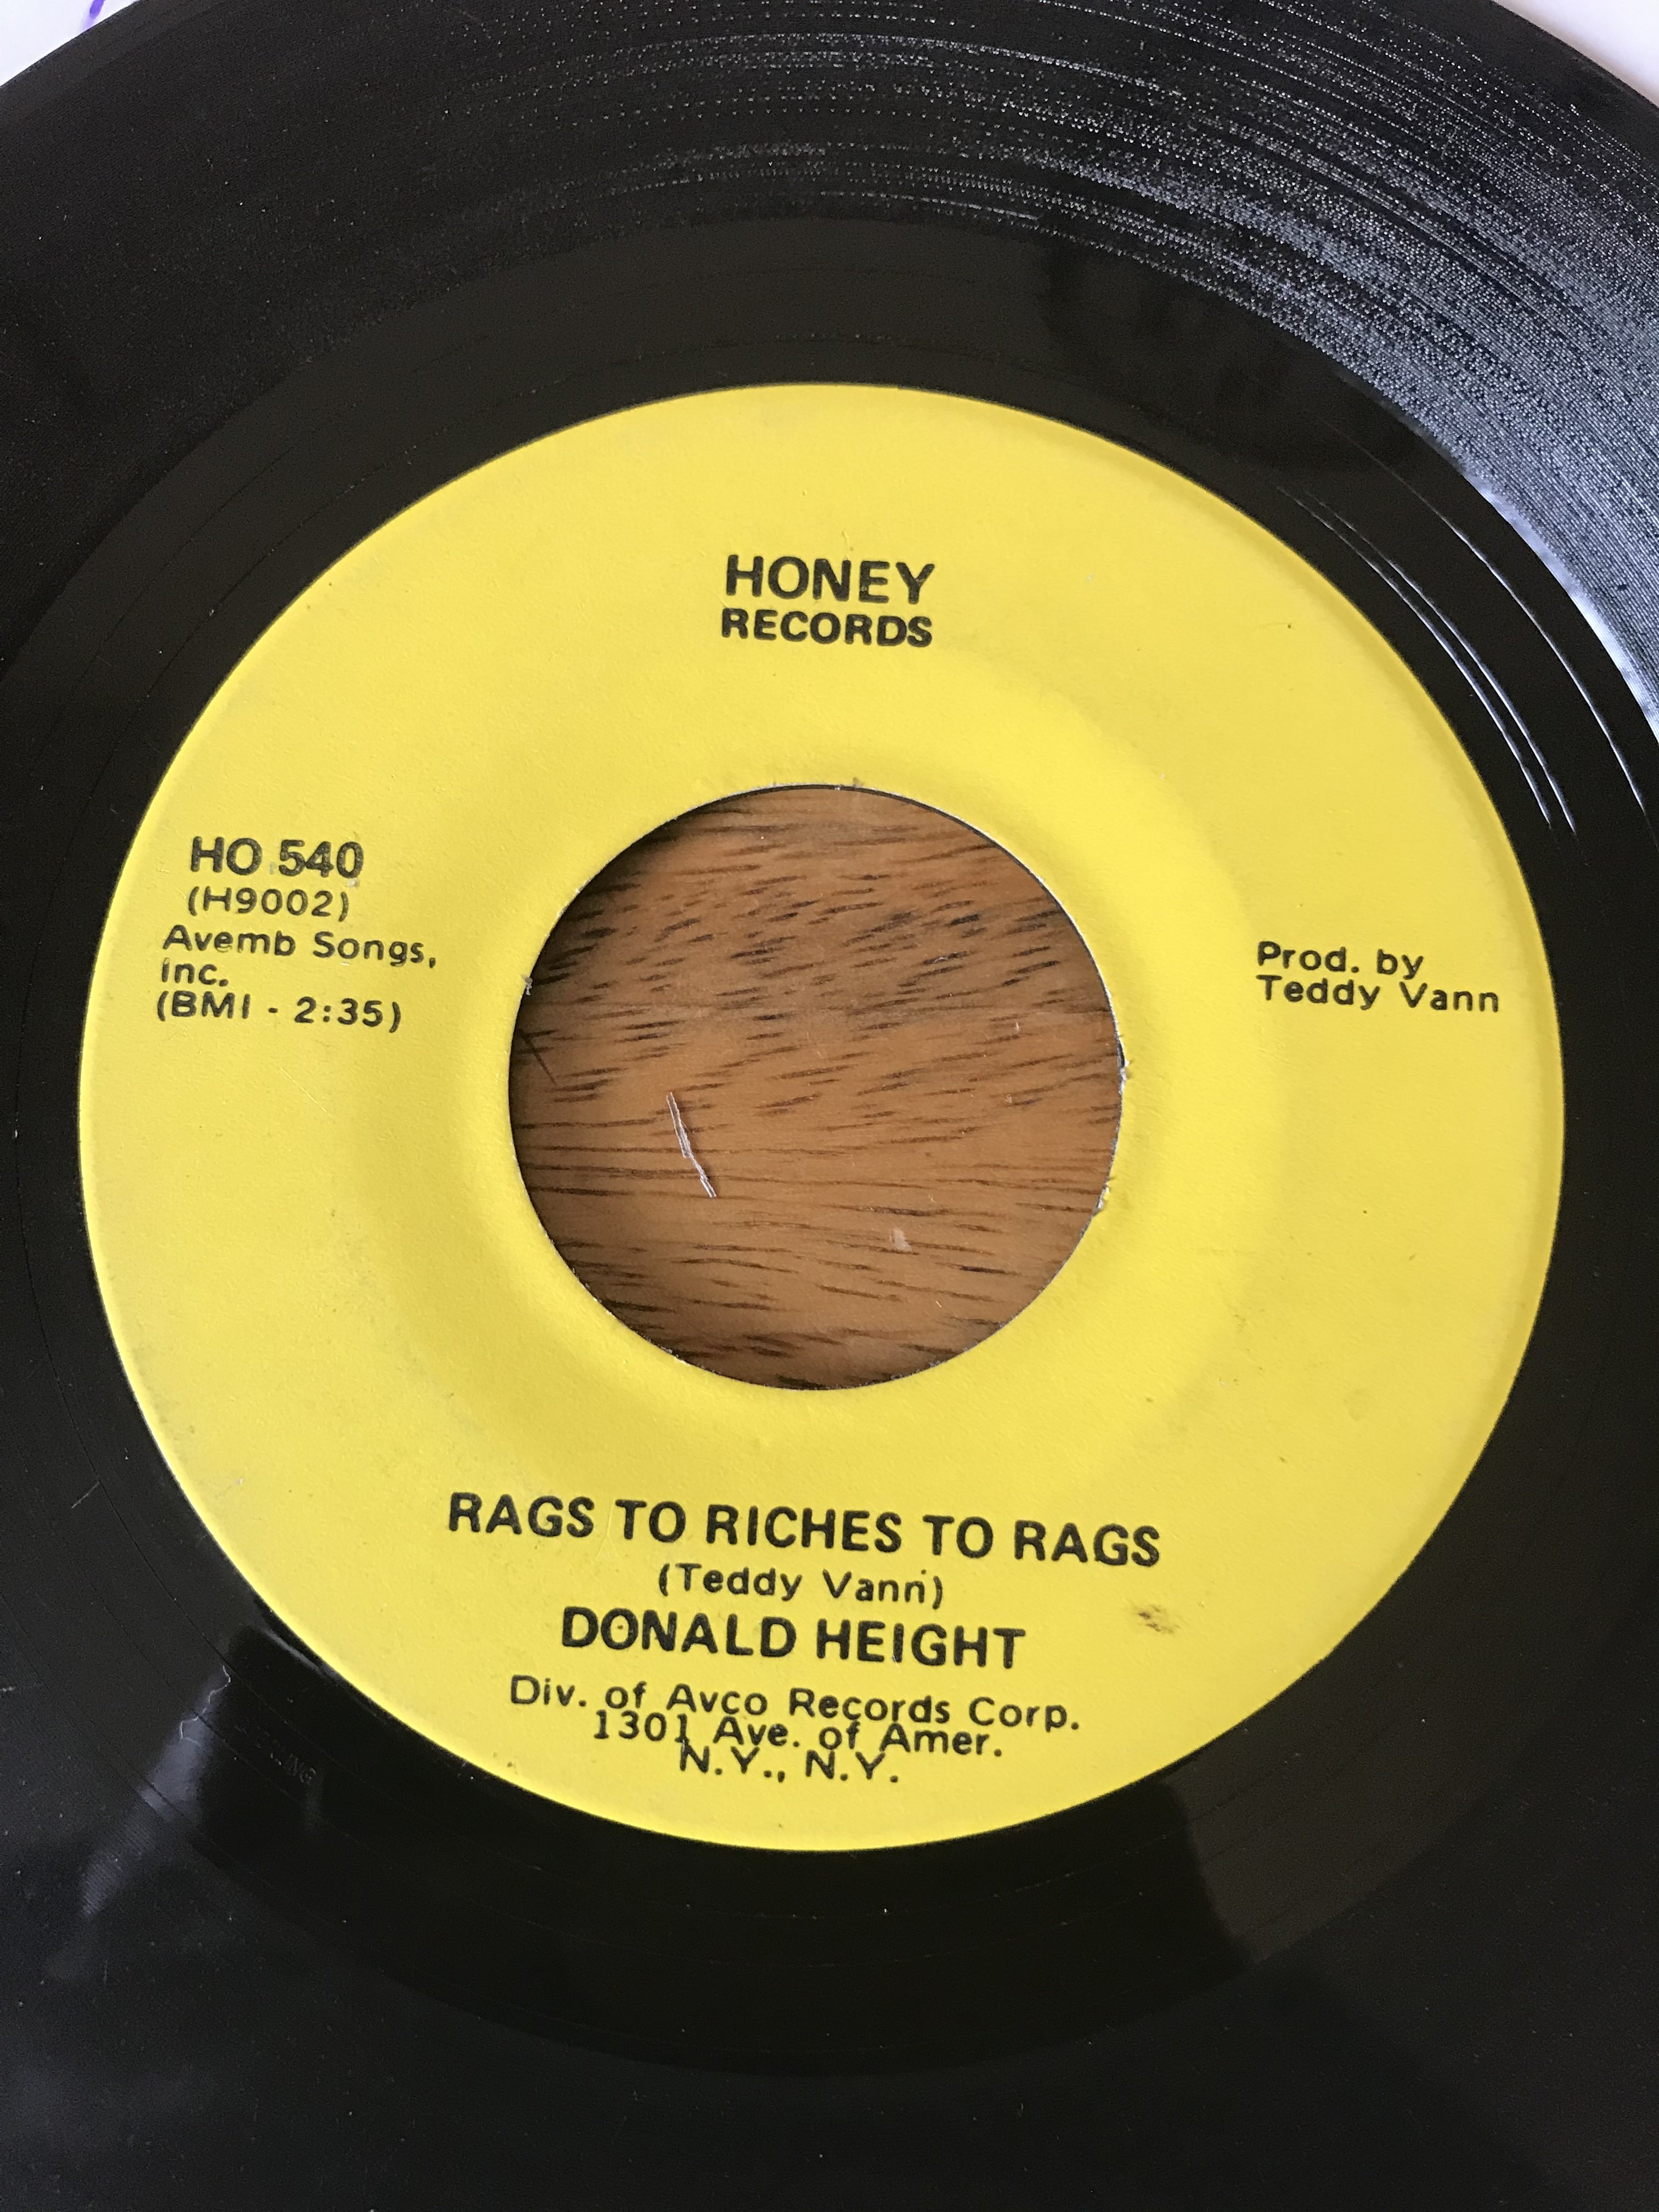 HONEY
RECORDS
HO 540
(H9002)
Avemb Songs,
Inc.
(BMI - 2:35)
Prod. by
Teddy Vann
RAGS TO RICHES TO RAGS
(Teddy Vann)
DONALD HEIGHT
Div. of Avco Records Corp.
1301 Ave. of Amer.
N.Y., N.Y.